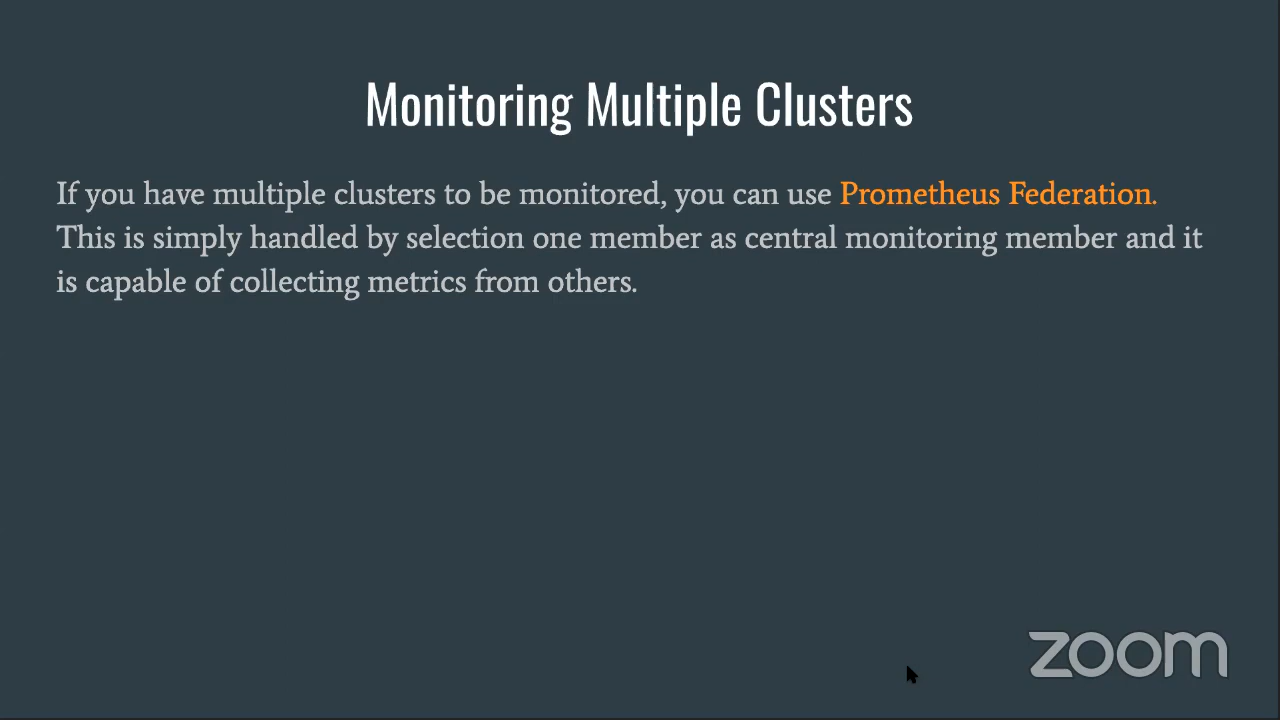 Monitoring Multiple Clusters
If you have multiple clusters to be monitored, you can use Prometheus Federation.
This is simply handled by selection one member as central monitoring member and it
is capable of collecting metrics from others.
zoom